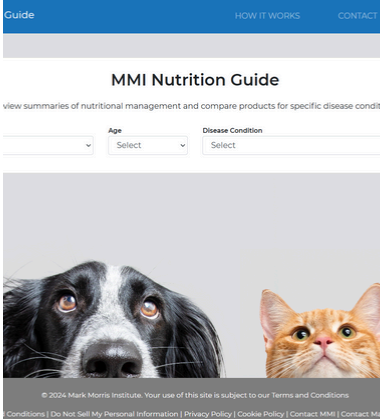 Guide
HOW IT WORKS
CONTACT
MMI Nutrition Guide
view summaries of nutritional management and compare products for specific disease condit
Age
Disease Condition
Select
Select
© 2024 Mark Morris Institute. Your use of this site is subject to our Terms and Conditions
Conditions | Do Not Sell My Personal Information | Privacy Policy | Cookie Policy | Contact MMI | Contact Ma